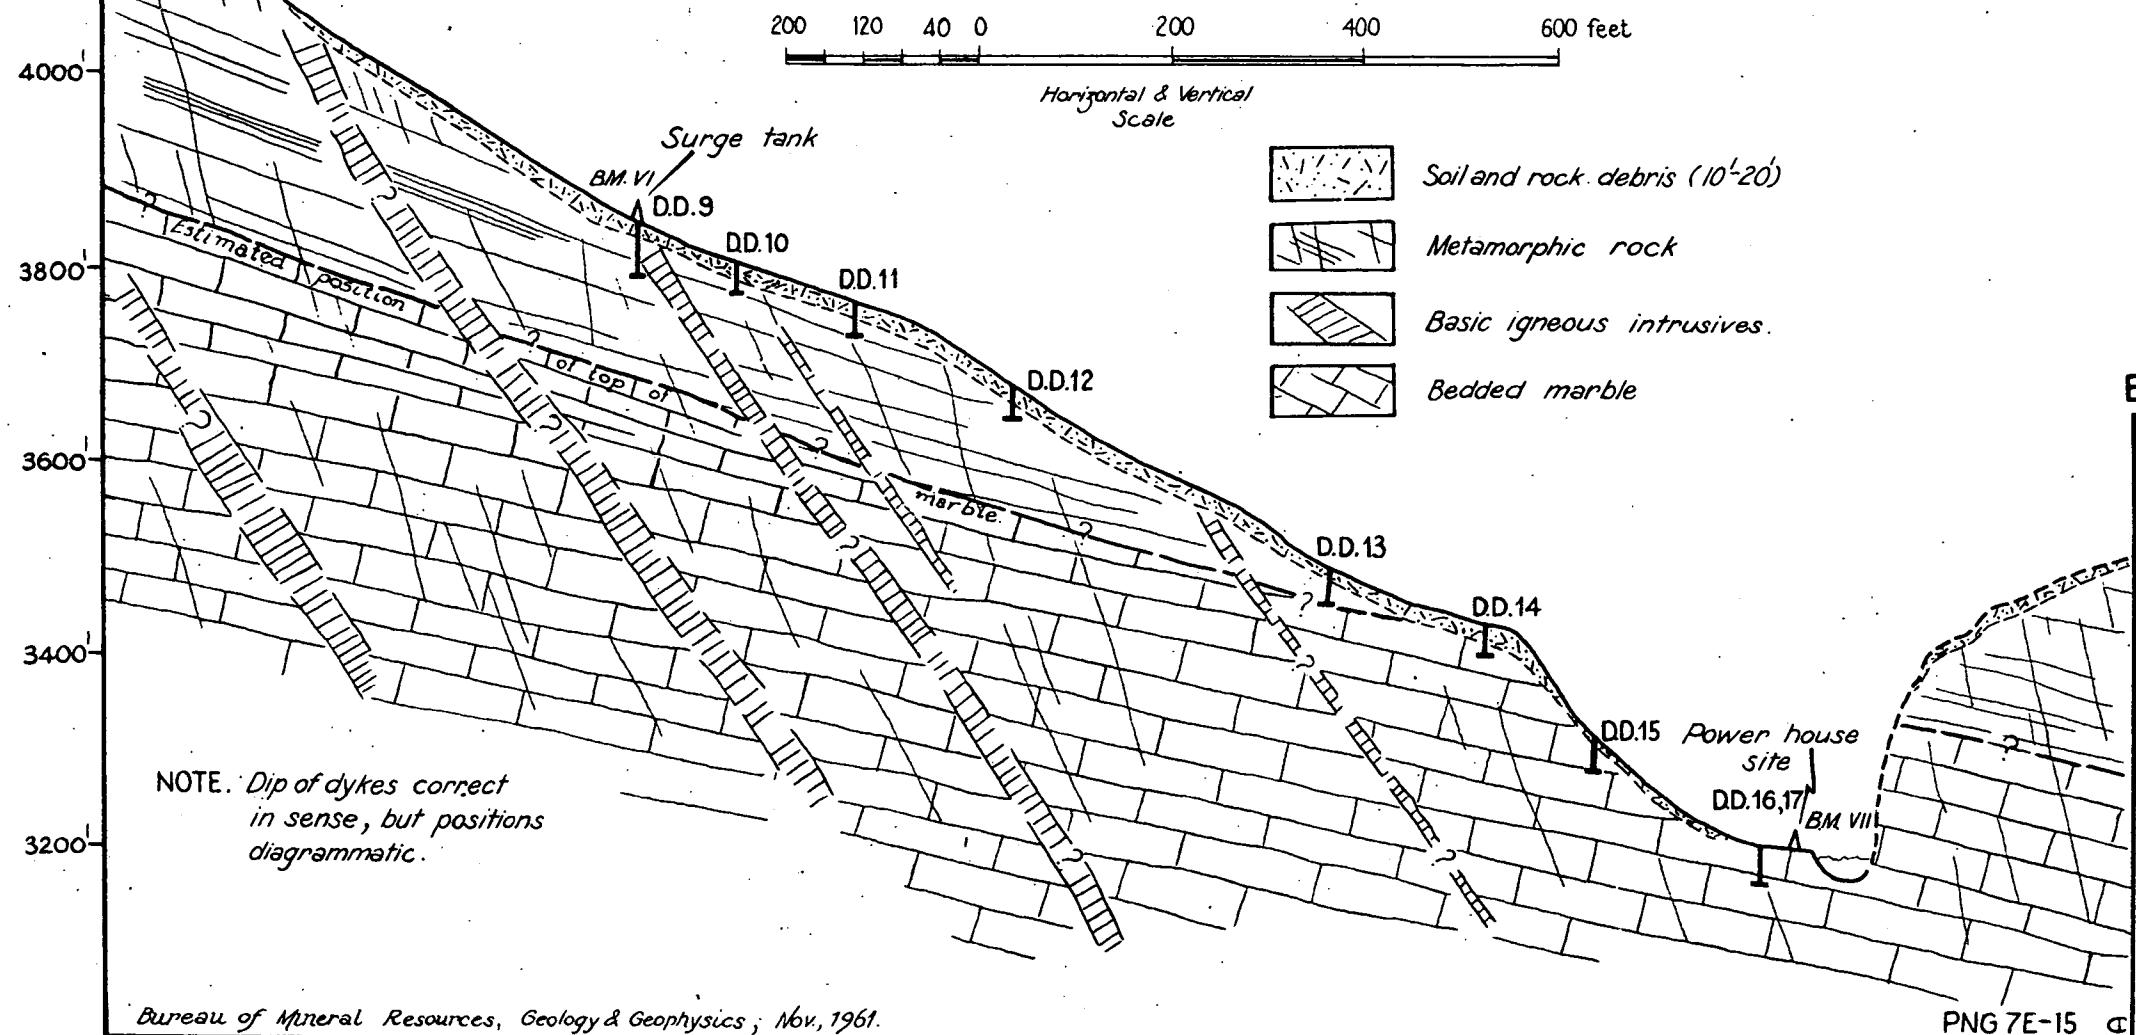 200 120 40 0 200 400 600 feet
Horizontal & Vertical
Scale
4000'
3800'
3600'
3400'
3200'
Surge tank
B.M. VI
D.D.9
D.D.10
D.D.11
D.D.12
D.D.13
D.D.14
D.D.15
Power house
site
D.D.16,17
B.M. VII
Soil and rock debris (10'-20')
Metamorphic rock
Basic igneous intrusives.
Bedded marble
?
Estimated position
?
of top of
?
marble.
?
?
?
?
?
?
?
?
?
?
?
?
NOTE. Dip of dykes correct
in sense, but positions
diagrammatic.
Bureau of Mineral Resources, Geology & Geophysics; Nov., 1961.
PNG 7E-15